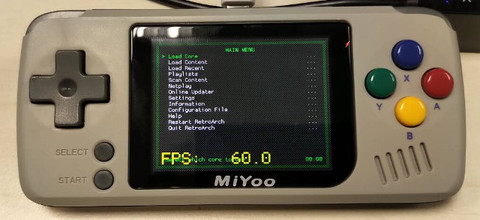 MAIN MENU
> Load Core ...
Load Content ...
Load Recent ...
Playlists ...
Scan Content ...
Netplay ...
Online Updater ...
Settings ...
Information ...
Configuration File ...
Help ...
Restart RetroArch ...
Quit RetroArch ...
FPS: 60.0
00:08
X
Y
A
B
SELECT
START
MiYoo